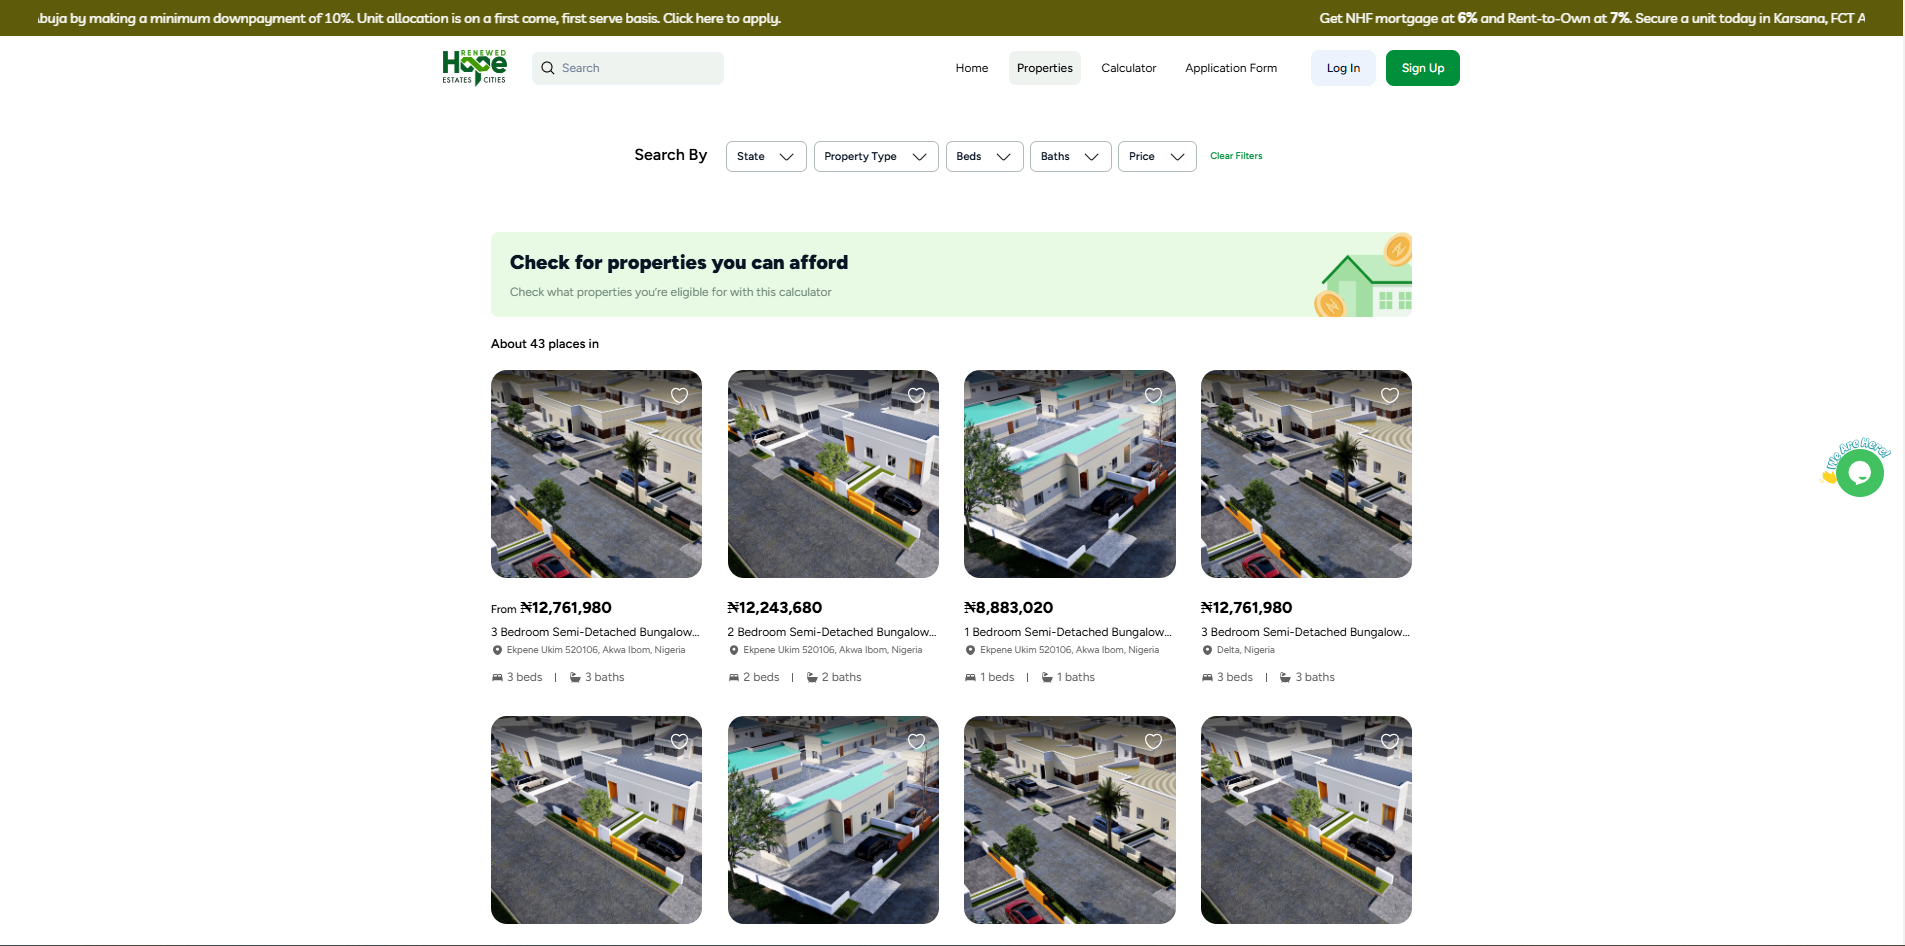 buja by making a minimum downpayment of 10%. Unit allocation is on a first come, first serve basis. Click here to apply.
Get NHF mortgage at 6% and Rent-to-Own at 7%. Secure a unit today in Karsana, FCT A
RENEWED
Hope
ESTATES CITIES
Search
Home
Properties
Calculator
Application Form
Log In
Sign Up
Search By
State
Property Type
Beds
Baths
Price
Clear Filters
Check for properties you can afford
Check what properties you're eligible for with this calculator
About 43 places in
We Are Here!
From ₦12,761,980
3 Bedroom Semi-Detached Bungalow...
Ekpene Ukim 520106, Akwa Ibom, Nigeria
3 beds | 3 baths
₦12,243,680
2 Bedroom Semi-Detached Bungalow...
Ekpene Ukim 520106, Akwa Ibom, Nigeria
2 beds | 2 baths
₦8,883,020
1 Bedroom Semi-Detached Bungalow...
Ekpene Ukim 520106, Akwa Ibom, Nigeria
1 beds | 1 baths
₦12,761,980
3 Bedroom Semi-Detached Bungalow...
Delta, Nigeria
3 beds | 3 baths